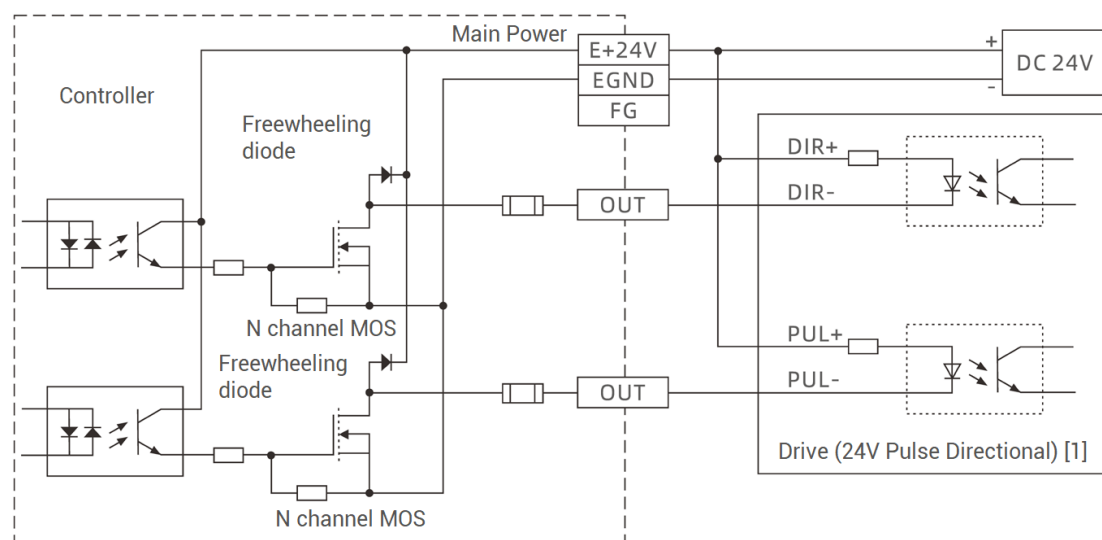 Main Power
E+24V
EGND
FG
+
-
DC 24V
Controller
Freewheeling
diode
DIR+
DIR-
OUT
N channel MOS
Freewheeling
diode
PUL+
PUL-
OUT
Drive (24V Pulse Directional) [1]
N channel MOS